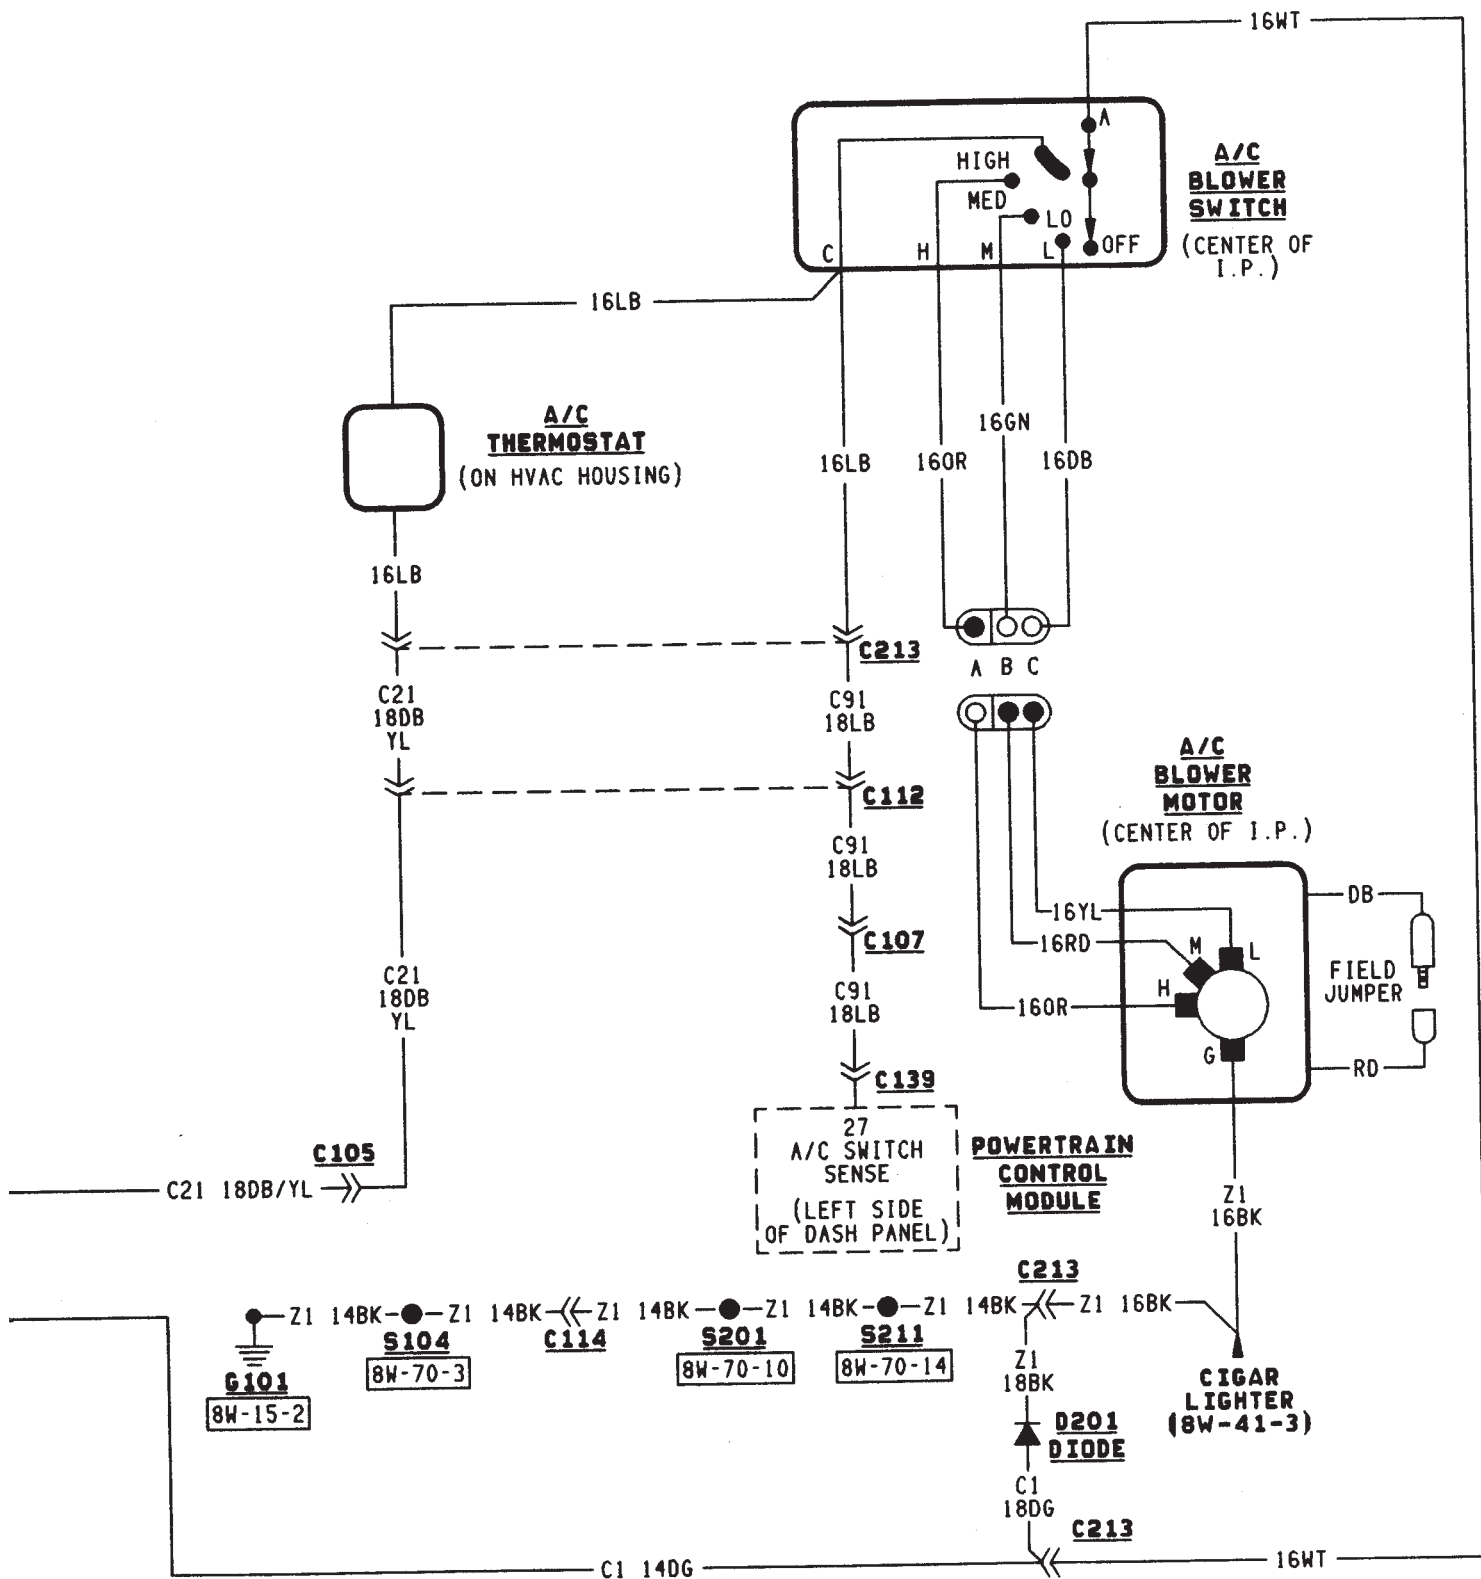 16WT
A
HIGH
MED
LO
OFF
C
H
M
L
A/C
BLOWER
SWITCH
(CENTER OF
I.P.)
16LB
A/C
THERMOSTAT
(ON HVAC HOUSING)
16LB
16OR
16GN
16DB
16LB
C213
A B C
C21
18DB
YL
C91
18LB
C112
A/C
BLOWER
MOTOR
(CENTER OF I.P.)
C91
18LB
C107
16YL
16RD
16OR
M
L
H
G
DB
FIELD
JUMPER
RD
C21
18DB
YL
C91
18LB
C139
27
A/C SWITCH
SENSE
(LEFT SIDE
OF DASH PANEL)
POWERTRAIN
CONTROL
MODULE
C105
C21 18DB/YL
Z1
16BK
C213
Z1 14BK
Z1 14BK
Z1 14BK
Z1 14BK
Z1 14BK
Z1 16BK
S104
8W-70-3
C114
S201
8W-70-10
S211
8W-70-14
G101
8W-15-2
Z1
18BK
CIGAR
LIGHTER
(8W-41-3)
D201
DIODE
C1
18DG
C213
C1 14DG
16WT